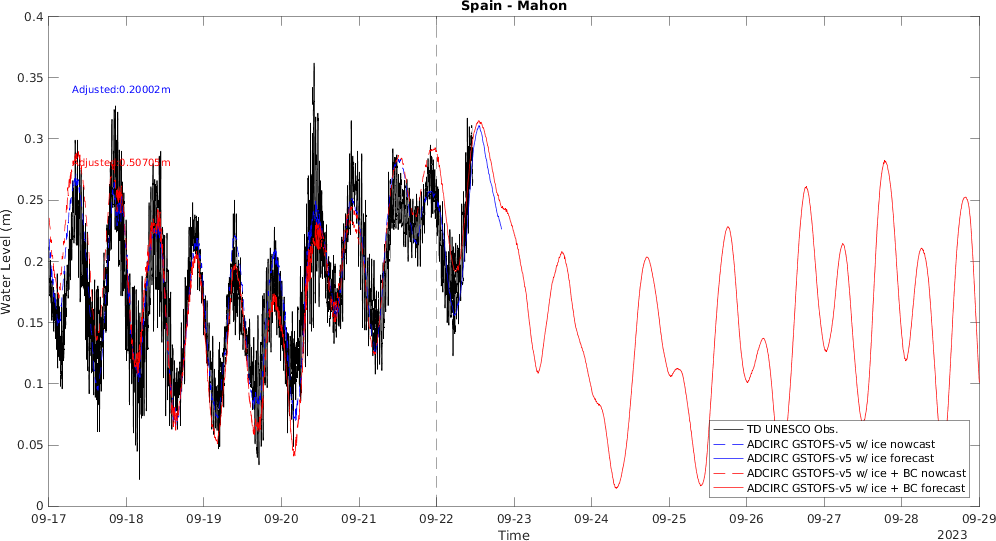 Spain - Mahon
0.4
0.35
0.3
0.25
0.2
0.15
0.1
0.05
0
Water Level (m)
Adjusted:0.20002m
Adjusted:0.50705m
TD UNESCO Obs.
ADCIRC GSTOFS-v5 w/ ice nowcast
ADCIRC GSTOFS-v5 w/ ice forecast
ADCIRC GSTOFS-v5 w/ ice + BC nowcast
ADCIRC GSTOFS-v5 w/ ice + BC forecast
09-17 09-18 09-19 09-20 09-21 09-22 09-23 09-24 09-25 09-26 09-27 09-28 09-29
Time
2023